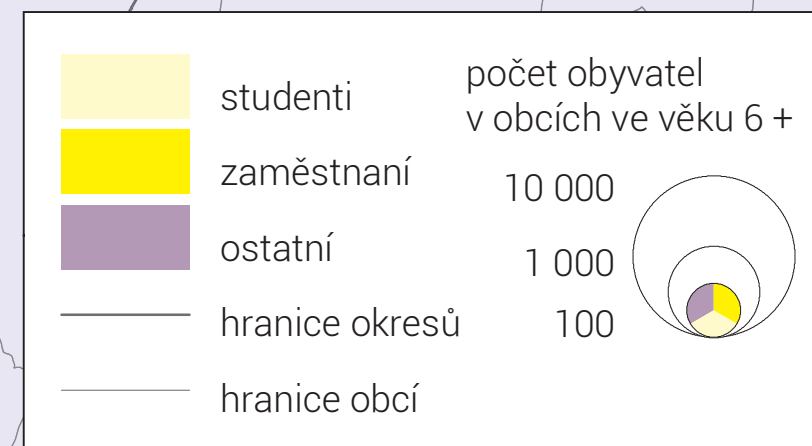 studenti
zaměstnaní
ostatní
hranice okresů
hranice obcí
počet obyvatel
v obcích ve věku 6 +
10 000
1 000
100